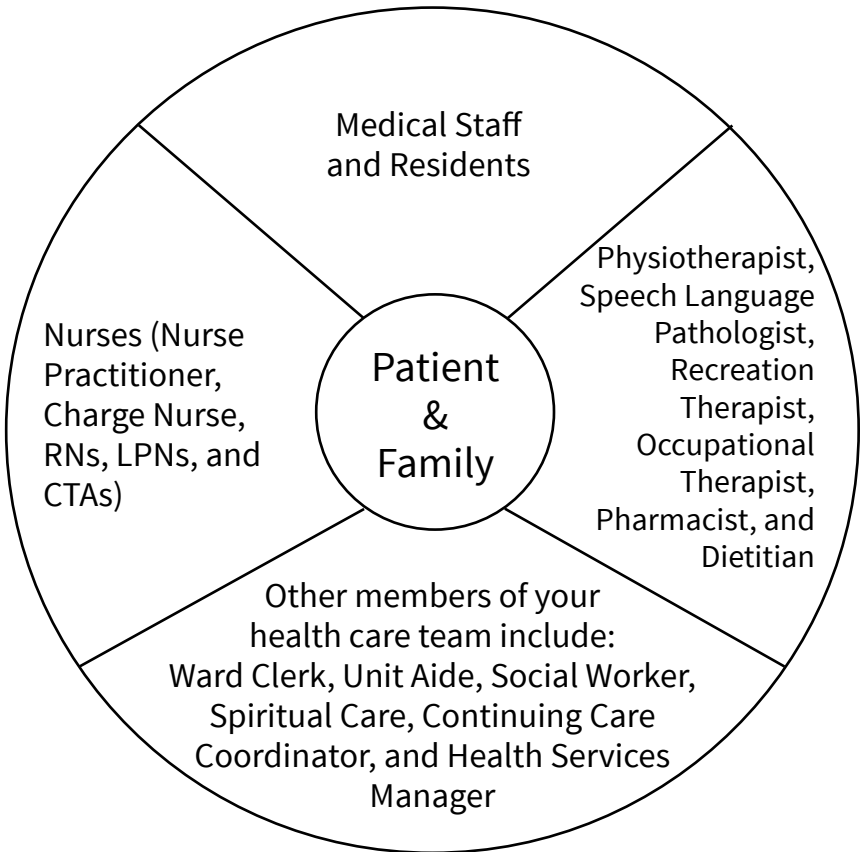 Medical Staff
and Residents
Physiotherapist,
Speech Language
Pathologist,
Recreation
Therapist,
Occupational
Therapist,
Pharmacist, and
Dietitian
Nurses (Nurse
Practitioner,
Charge Nurse,
RNs, LPNs, and
CTAs)
Patient
&
Family
Other members of your
health care team include:
Ward Clerk, Unit Aide, Social Worker,
Spiritual Care, Continuing Care
Coordinator, and Health Services
Manager